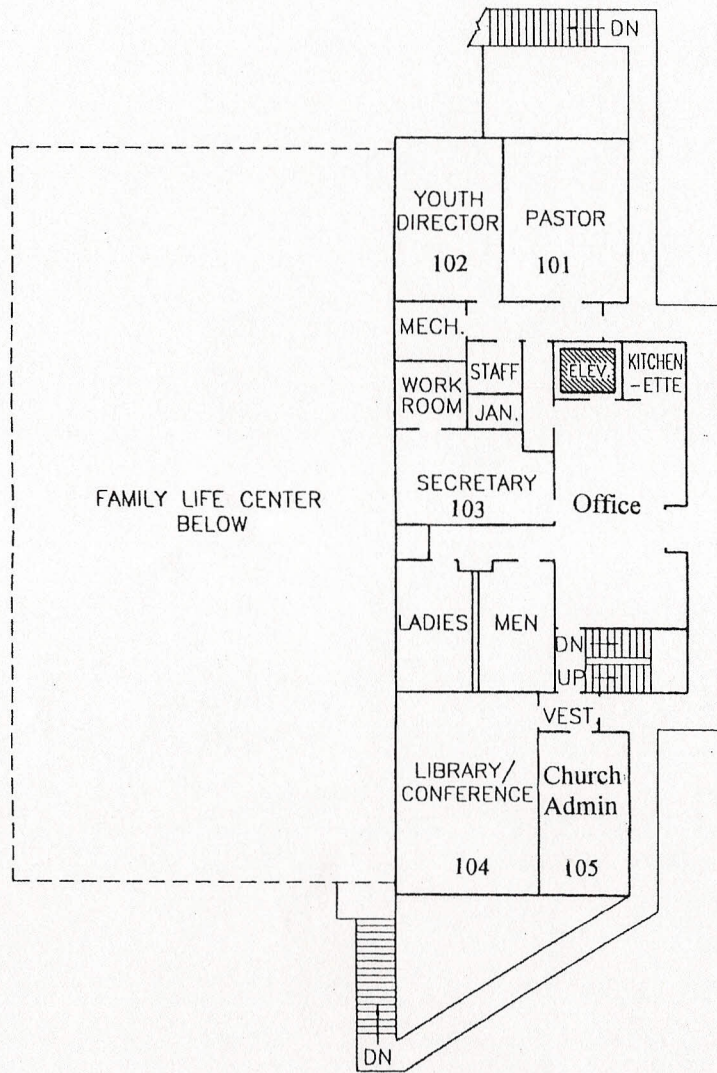 DN
YOUTH
DIRECTOR
102
PASTOR
101
MECH.
WORK
ROOM
STAFF
JAN.
ELEV.
KITCHEN
-ETTE
SECRETARY
103
Office
FAMILY LIFE CENTER
BELOW
LADIES
MEN
DN
UP
VEST.
LIBRARY/
CONFERENCE
104
Church
Admin
105
DN